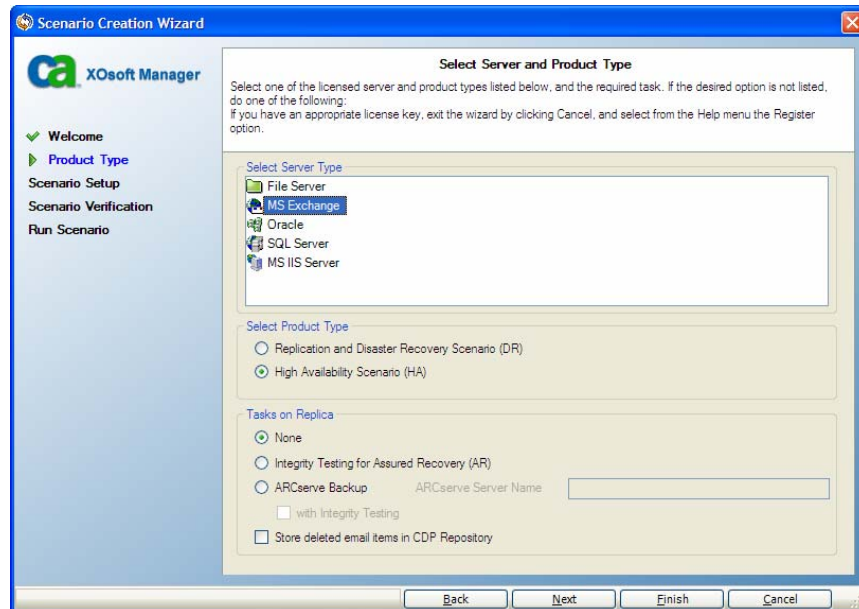 Scenario Creation Wizard
ca XOsoft Manager
Welcome
Product Type
Scenario Setup
Scenario Verification
Run Scenario
Select Server and Product Type
Select one of the licensed server and product types listed below, and the required task. If the desired option is not listed,
do one of the following:
If you have an appropriate license key, exit the wizard by clicking Cancel, and select from the Help menu the Register
option.
Select Server Type
File Server
MS Exchange
Oracle
SQL Server
MS IIS Server
Select Product Type
Replication and Disaster Recovery Scenario (DR)
High Availability Scenario (HA)
Tasks on Replica
None
Integrity Testing for Assured Recovery (AR)
ARCserve Backup ARCserve Server Name
with Integrity Testing
Store deleted email items in CDP Repository
Back Next Finish Cancel